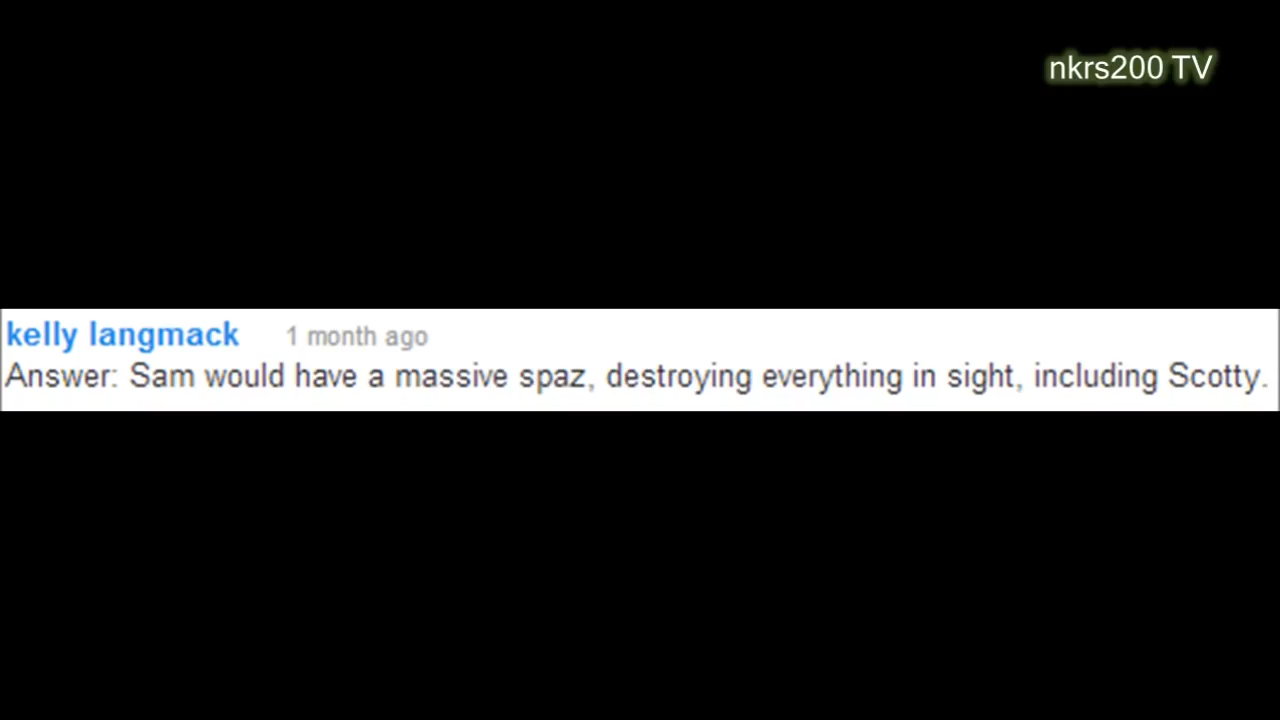 nkrs200 TV
kelly langmack 1 month ago
Answer: Sam would have a massive spaz, destroying everything in sight, including Scotty.